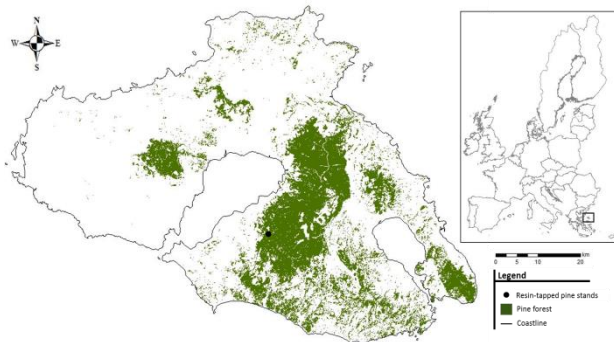 N
W E
S
0 5 10 20
km
Legend
Resin-tapped pine stands
Pine forest
Coastline